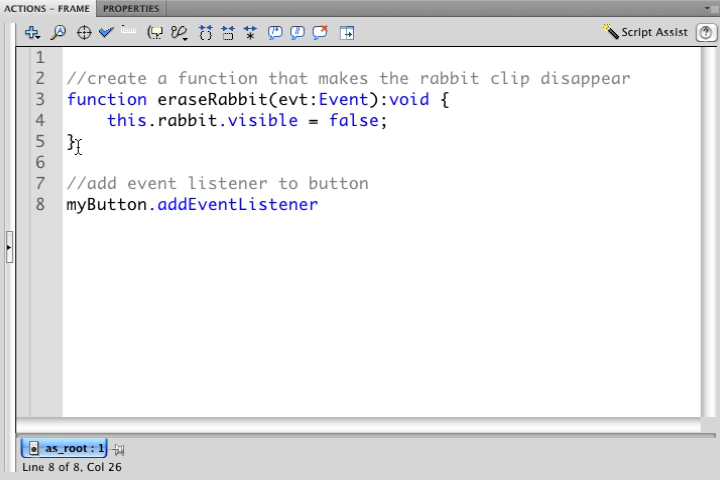 ACTIONS - FRAME PROPERTIES
Script Assist
1
2 //create a function that makes the rabbit clip disappear
3 function eraseRabbit(evt:Event):void {
4 this.rabbit.visible = false;
5 }
6
7 //add event listener to button
8 myButton.addEventListener
as_root : 1
Line 8 of 8, Col 26